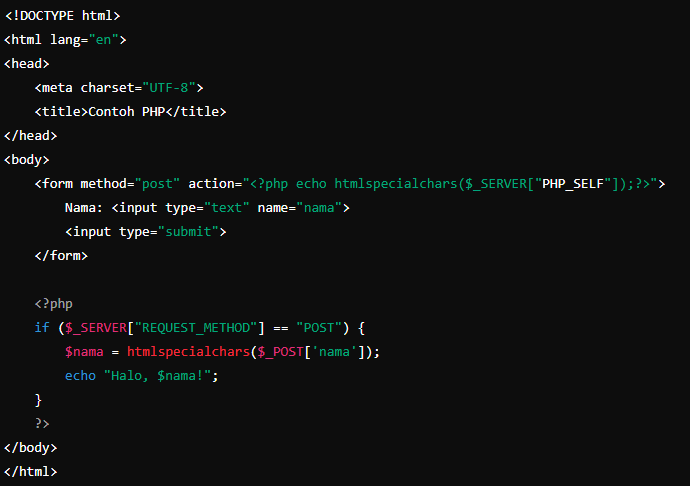 <!DOCTYPE html>
<html lang="en">
<head>
    <meta charset="UTF-8">
    <title>Contoh PHP</title>
</head>
<body>
    <form method="post" action="<?php echo htmlspecialchars($_SERVER["PHP_SELF"]);?>">
        Nama: <input type="text" name="nama">
        <input type="submit">
    </form>

    <?php
    if ($_SERVER["REQUEST_METHOD"] == "POST") {
        $nama = htmlspecialchars($_POST['nama']);
        echo "Halo, $nama!";
    }
    ?>
</body>
</html>